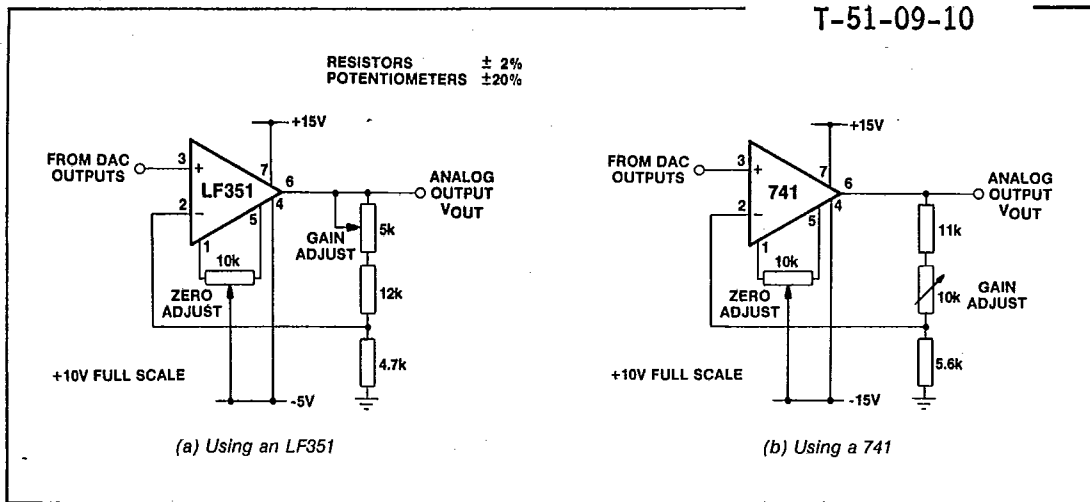 T-51-09-10
RESISTORS ± 2%
POTENTIOMETERS ±20%
+15V
FROM DAC
OUTPUTS
3
+
7
LF351
6
ANALOG
OUTPUT
VOUT
2
−
4
5
1
GAIN
ADJUST
5k
10k
ZERO
ADJUST
12k
4.7k
+10V FULL SCALE
-5V
(a) Using an LF351
+15V
FROM DAC
OUTPUTS
3
+
7
741
6
ANALOG
OUTPUT
VOUT
2
−
4
5
1
11k
10k
ZERO
ADJUST
10k
GAIN
ADJUST
5.6k
+10V FULL SCALE
-15V
(b) Using a 741